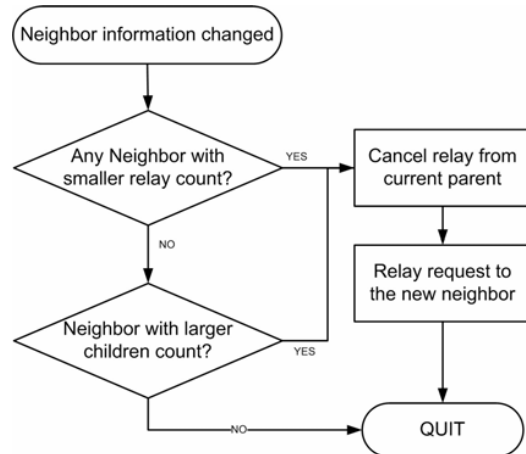 Neighbor information changed
Any Neighbor with
smaller relay count?
YES
Cancel relay from
current parent
NO
Relay request to
the new neighbor
Neighbor with larger
children count?
YES
NO
QUIT